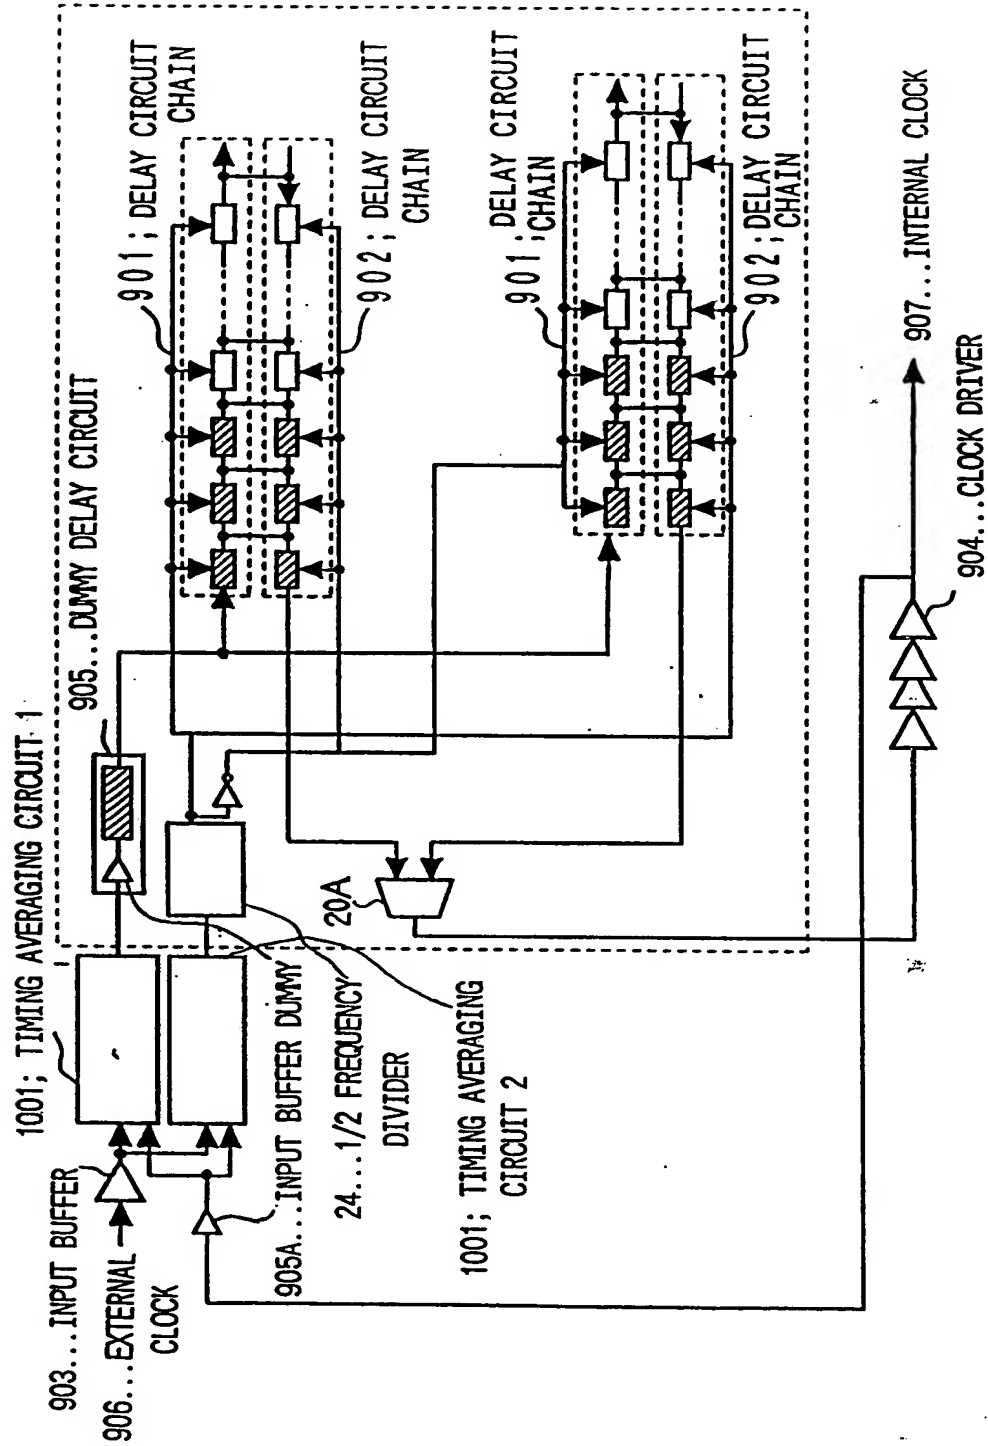 901; DELAY CIRCUIT
CHAIN
902; DELAY CIRCUIT
CHAIN
901; DELAY CIRCUIT
CHAIN
902; DELAY CIRCUIT
CHAIN
905...DUMMY DELAY CIRCUIT
1001; TIMING AVERAGING CIRCUIT 1
903...INPUT BUFFER
906...EXTERNAL
CLOCK
905A...INPUT BUFFER DUMMY
24...1/2 FREQUENCY
DIVIDER
1001; TIMING AVERAGING
CIRCUIT 2
20A
907...INTERNAL CLOCK
904...CLOCK DRIVER